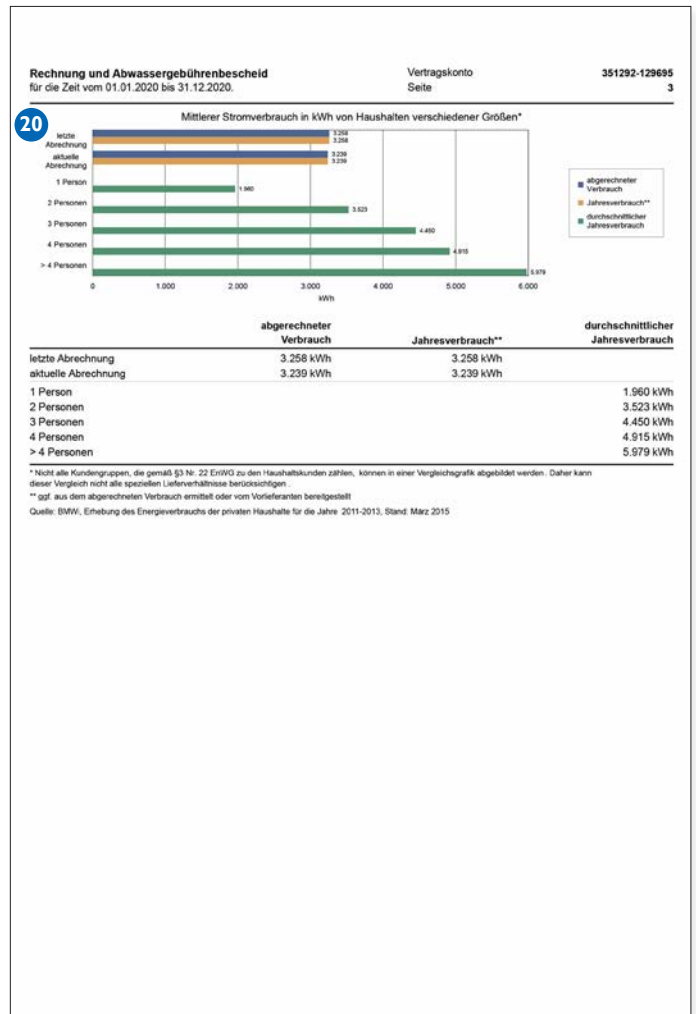 Rechnung und Abwassergebührenbescheid Vertragskonto 351292-129695
für die Zeit vom 01.01.2020 bis 31.12.2020. Seite 3
20
Mittlerer Stromverbrauch in kWh von Haushalten verschiedener Größen*
letzte Abrechnung 3.258
3.258
aktuelle Abrechnung 3.239
3.239
1 Person 1.960
2 Personen 3.523
3 Personen 4.450
4 Personen 4.915
> 4 Personen 5.979
0 1.000 2.000 3.000 4.000 5.000 6.000
kWh
abgerechneter Verbrauch
Jahresverbrauch**
durchschnittlicher Jahresverbrauch
abgerechneter durchschnittlicher
Verbrauch Jahresverbrauch** Jahresverbrauch
letzte Abrechnung 3.258 kWh 3.258 kWh
aktuelle Abrechnung 3.239 kWh 3.239 kWh
1 Person 1.960 kWh
2 Personen 3.523 kWh
3 Personen 4.450 kWh
4 Personen 4.915 kWh
> 4 Personen 5.979 kWh
* Nicht alle Kundengruppen, die gemäß §3 Nr. 22 EnWG zu den Haushaltskunden zählen, können in einer Vergleichsgrafik abgebildet werden. Daher kann
dieser Vergleich nicht alle speziellen Lieferverhältnisse berücksichtigen .
** ggf. aus dem abgerechneten Verbrauch ermittelt oder vom Vorlieferanten bereitgestellt
Quelle: BMWi, Erhebung des Energieverbrauchs der privaten Haushalte für die Jahre 2011-2013, Stand: März 2015